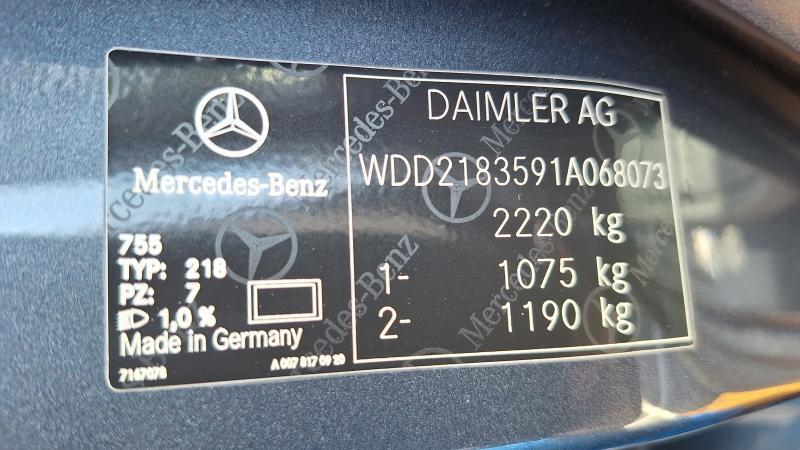 Mercedes-Benz
755
TYP: 218
PZ: 7
1,0 %
Made in Germany
7167078
A 007 817 09 20
DAIMLER AG
WDD2183591A068073
2220 kg
1- 1075 kg
2- 1190 kg